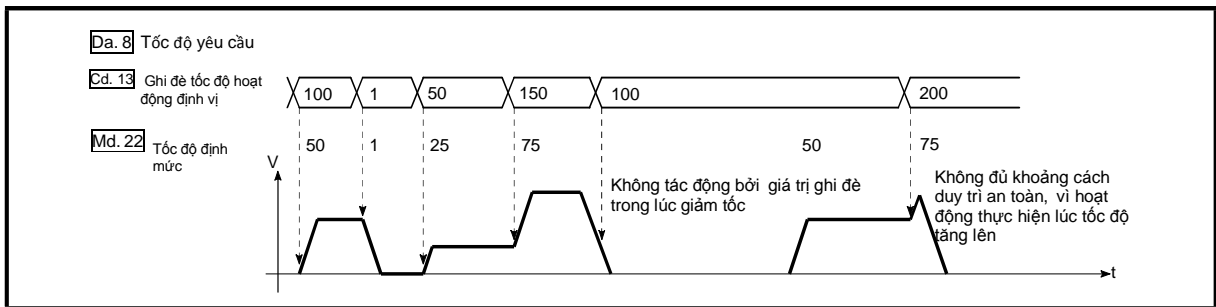 Da. 8 Tốc độ yêu cầu
Cd. 13 Ghi đè tốc độ hoạt
động định vị
100 1 50 150 100 200
Md. 22 Tốc độ định
mức
50 1 25 75 50 75
V
Không tác động bởi giá trị ghi đè
trong lúc giảm tốc
Không đủ khoảng cách
duy trì an toàn, vì hoạt
động thực hiện lúc tốc độ
tăng lên
t